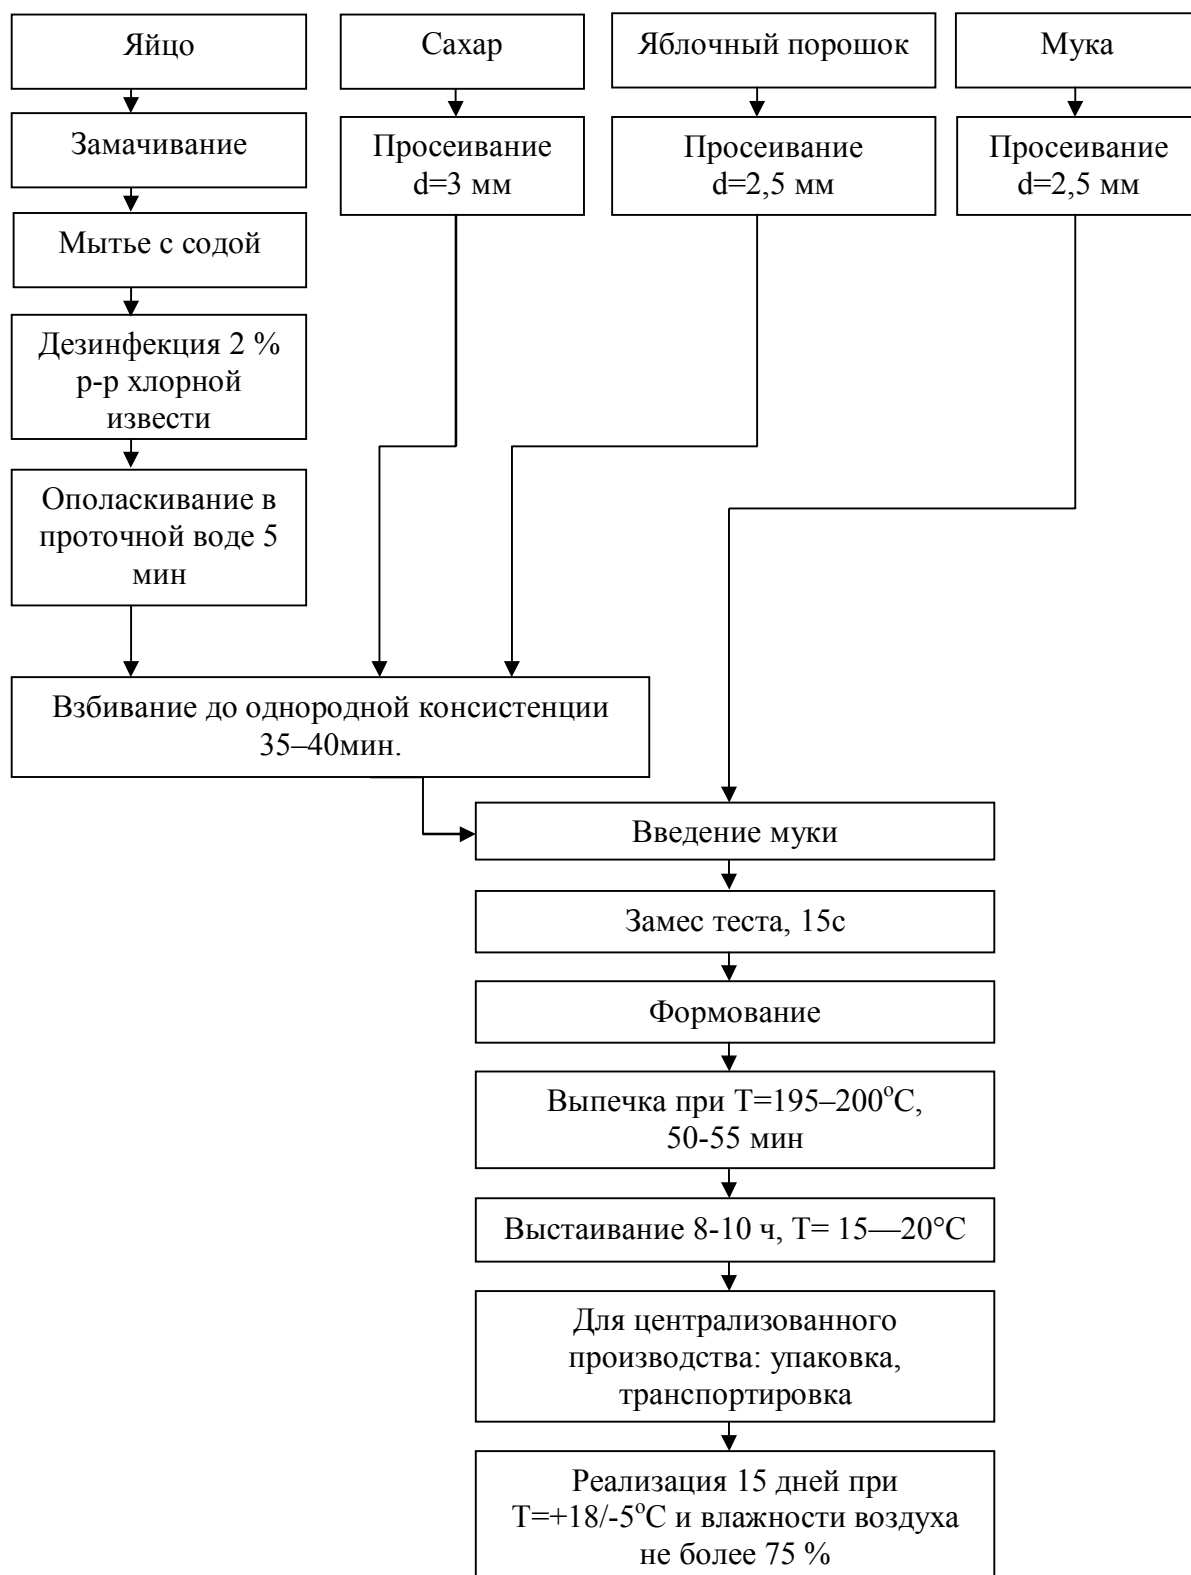 Яйцо
Сахар
Яблочный порошок
Мука
Замачивание
Просеивание
d=3 мм
Просеивание
d=2,5 мм
Просеивание
d=2,5 мм
Мытье с содой
Дезинфекция 2 %
р-р хлорной
извести
Ополаскивание в
проточной воде 5
мин
Взбивание до однородной консистенции
35–40мин.
Введение муки
Замес теста, 15с
Формование
Выпечка при Т=195–200°С,
50-55 мин
Выстаивание 8-10 ч, Т= 15—20°С
Для централизованного
производства: упаковка,
транспортировка
Реализация 15 дней при
Т=+18/-5°С и влажности воздуха
не более 75 %